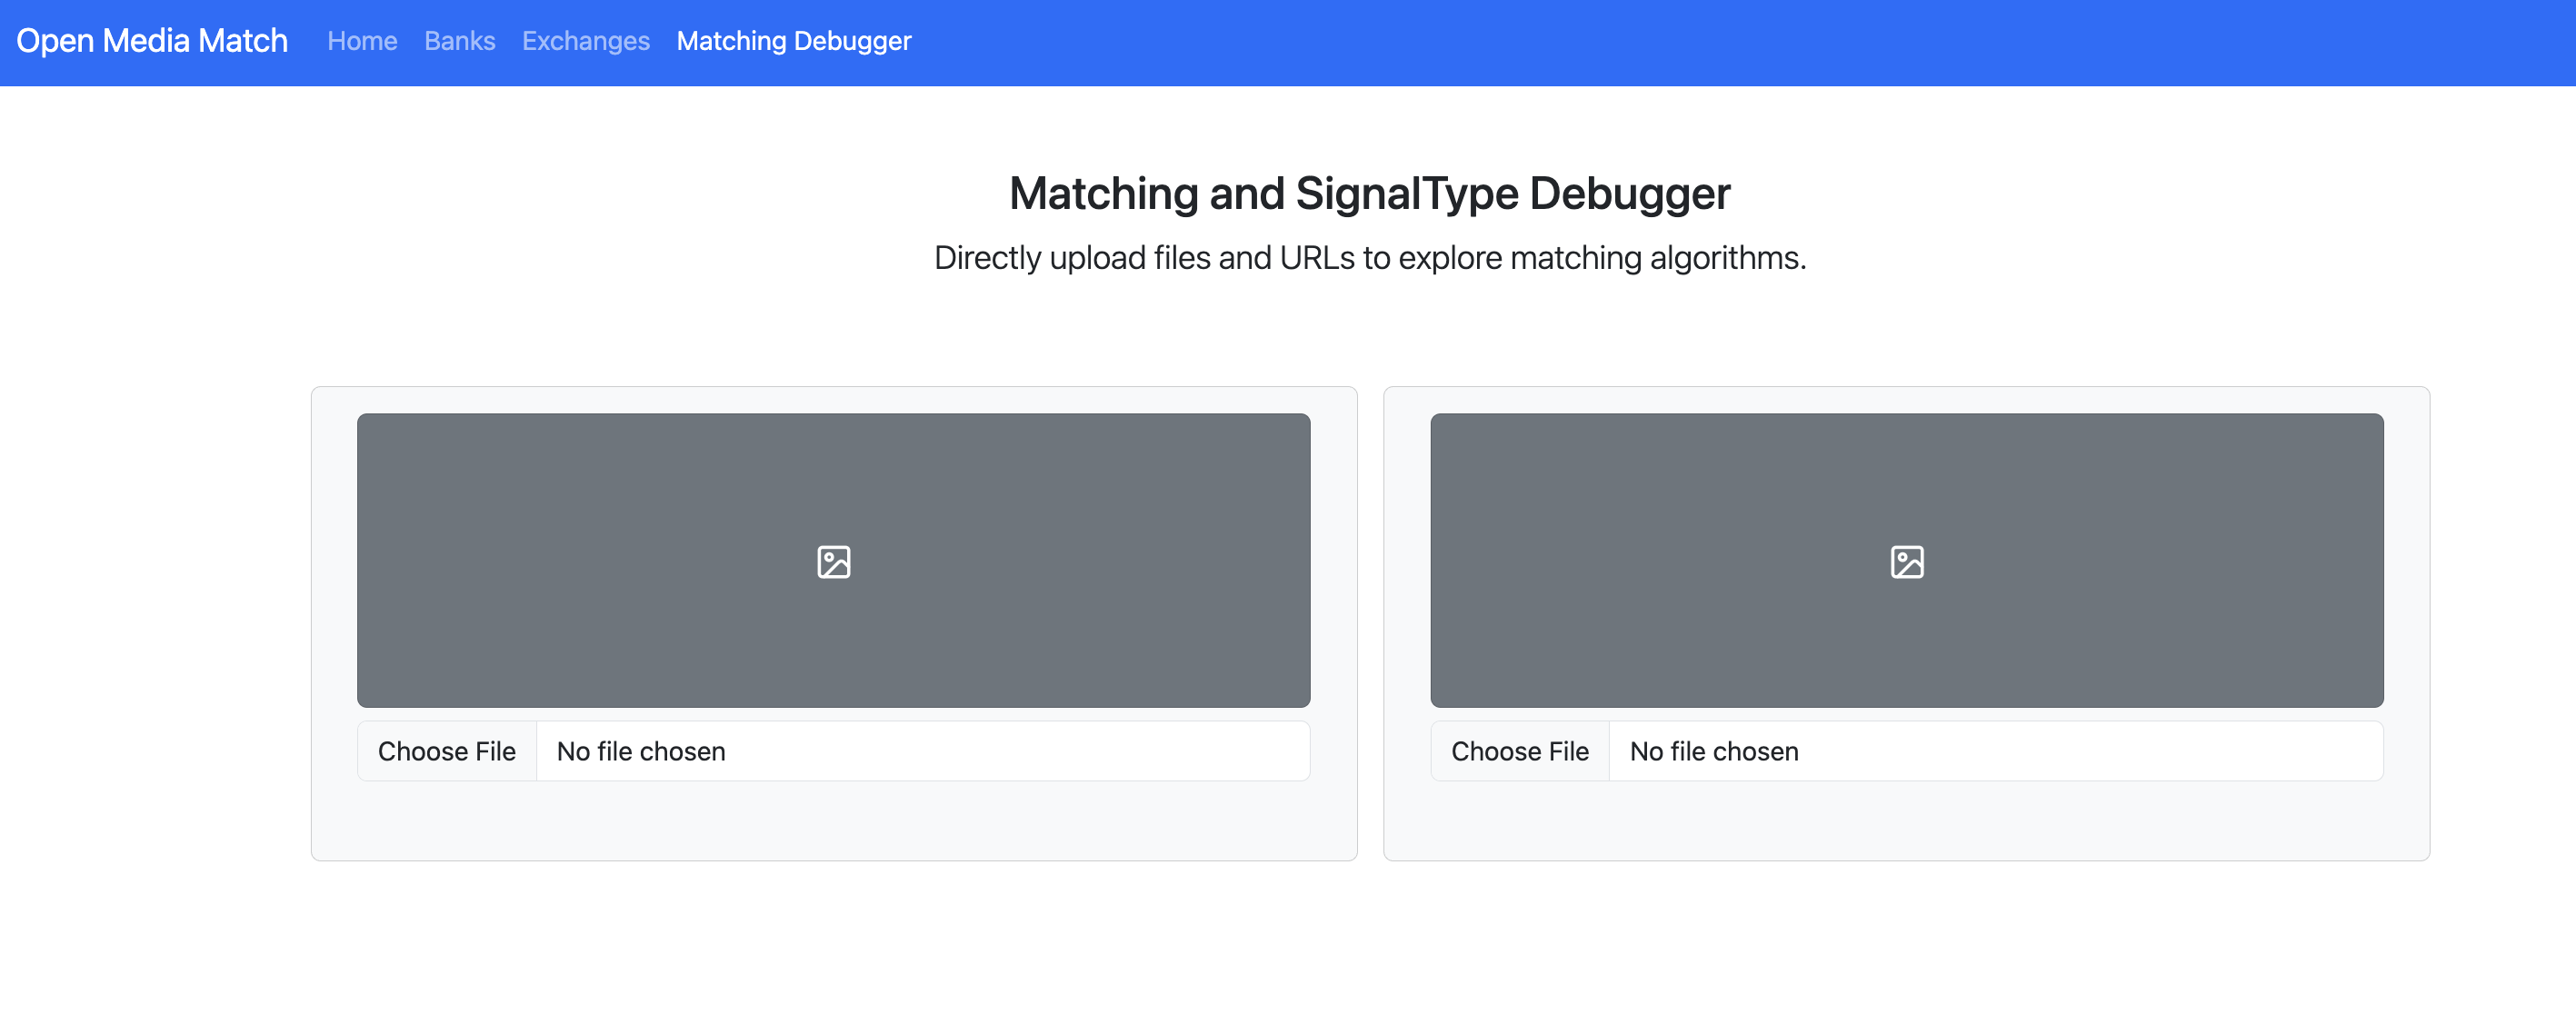 Open Media Match Home Banks Exchanges Matching Debugger
Matching and SignalType Debugger
Directly upload files and URLs to explore matching algorithms.
Choose File No file chosen
Choose File No file chosen